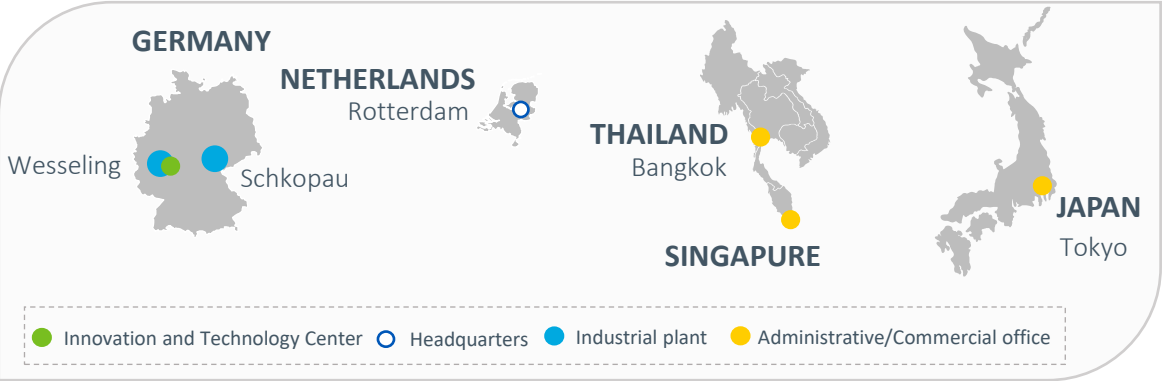 GERMANY
Wesseling
Schkopau
NETHERLANDS
Rotterdam
THAILAND
Bangkok
SINGAPURE
JAPAN
Tokyo
Innovation and Technology Center
Headquarters
Industrial plant
Administrative/Commercial office